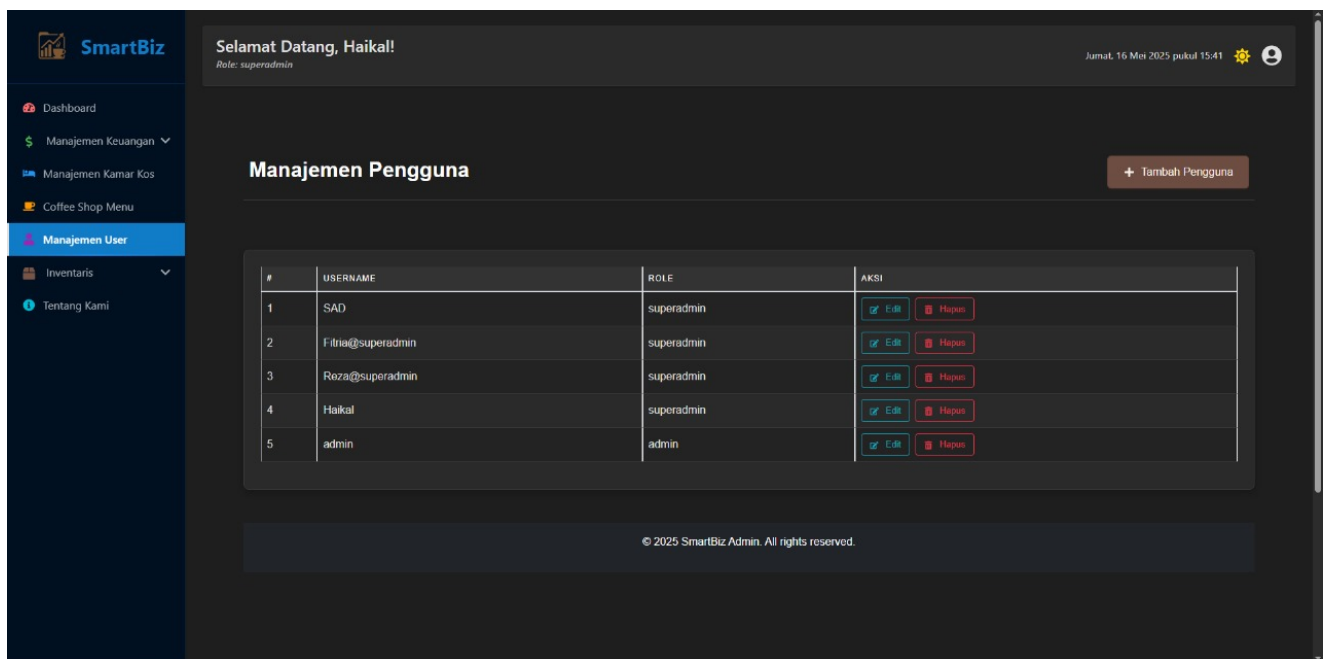 SmartBiz
Selamat Datang, Haikal!
Role: superadmin
Jumat, 16 Mei 2025 pukul 15:41
Dashboard
$ Manajemen Keuangan
Manajemen Kamar Kos
Coffee Shop Menu
Manajemen User
Inventaris
Tentang Kami
Manajemen Pengguna
+ Tambah Pengguna
# USERNAME ROLE AKSI
1 SAD superadmin Edit Hapus
2 Fitria@superadmin superadmin Edit Hapus
3 Reza@superadmin superadmin Edit Hapus
4 Haikal superadmin Edit Hapus
5 admin admin Edit Hapus
© 2025 SmartBiz Admin. All rights reserved.